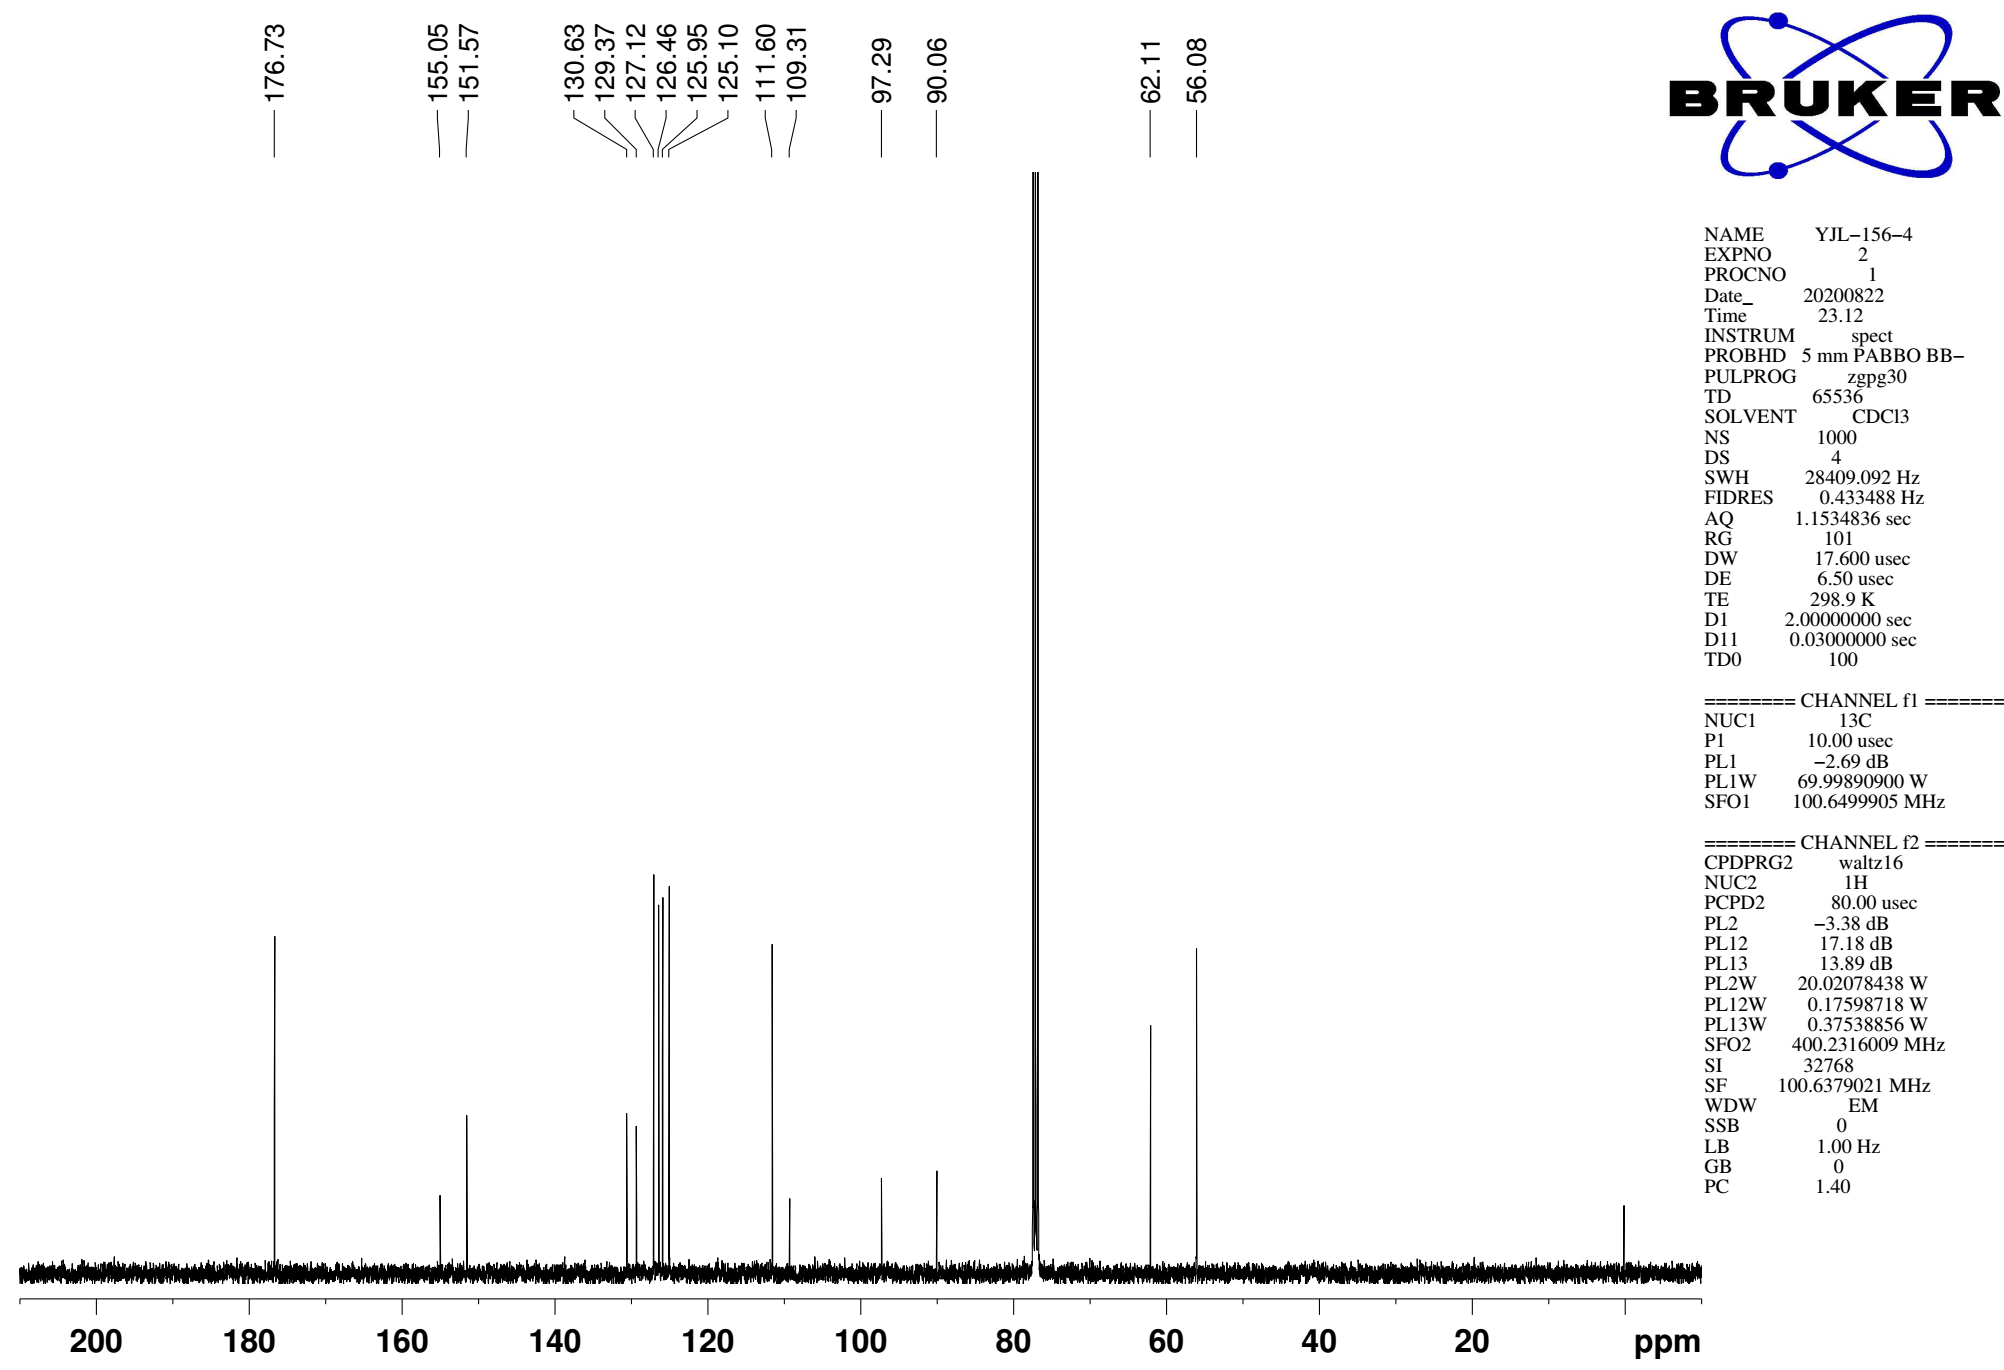 176.73
155.05
151.57
130.63
129.37
127.12
126.46
125.95
125.10
111.60
109.31
97.29
90.06
62.11
56.08
BRUKER
NAME YJL-156-4
EXPNO 2
PROCNO 1
Date_ 20200822
Time 23.12
INSTRUM spect
PROBHD 5 mm PABBO BB-
PULPROG zgpg30
TD 65536
SOLVENT CDCl3
NS 1000
DS 4
SWH 28409.092 Hz
FIDRES 0.433488 Hz
AQ 1.1534836 sec
RG 101
DW 17.600 usec
DE 6.50 usec
TE 298.9 K
D1 2.00000000 sec
D11 0.03000000 sec
TD0 100
======== CHANNEL f1 ========
NUC1 13C
P1 10.00 usec
PL1 -2.69 dB
PL1W 69.99890900 W
SFO1 100.6499905 MHz
======== CHANNEL f2 ========
CPDPRG2 waltz16
NUC2 1H
PCPD2 80.00 usec
PL2 -3.38 dB
PL12 17.18 dB
PL13 13.89 dB
PL2W 20.02078438 W
PL12W 0.17598718 W
PL13W 0.37538856 W
SFO2 400.2316009 MHz
SI 32768
SF 100.6379021 MHz
WDW EM
SSB 0
LB 1.00 Hz
GB 0
PC 1.40
200 180 160 140 120 100 80 60 40 20 ppm